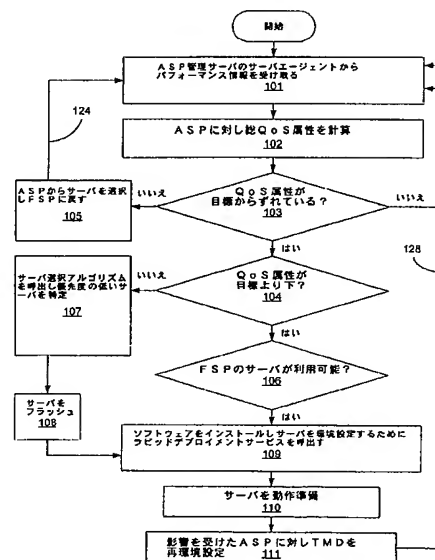 開始
ASP管理サーバのサーバエージェントから
パフォーマンス情報を受け取る
101
124
ASPに対し総QoS属性を計算
102
QoS属性が
目標からずれている?
103
いいえ
いいえ
ASPからサーバを選択
しFSPに戻す
105
はい
128
QoS属性が
目標より下?
104
いいえ
サーバ選択アルゴリズム
を呼出し優先度の低いサー
バを特定
107
はい
FSPのサーバが利用可能?
106
サーバを
フラッシュ
108
はい
ソフトウェアをインストールしサーバを環境設定するために
ラピッドデプロイメントサービスを呼出す
109
サーバを動作準備
110
影響を受けたASPに対しTMDを
再環境設定
111